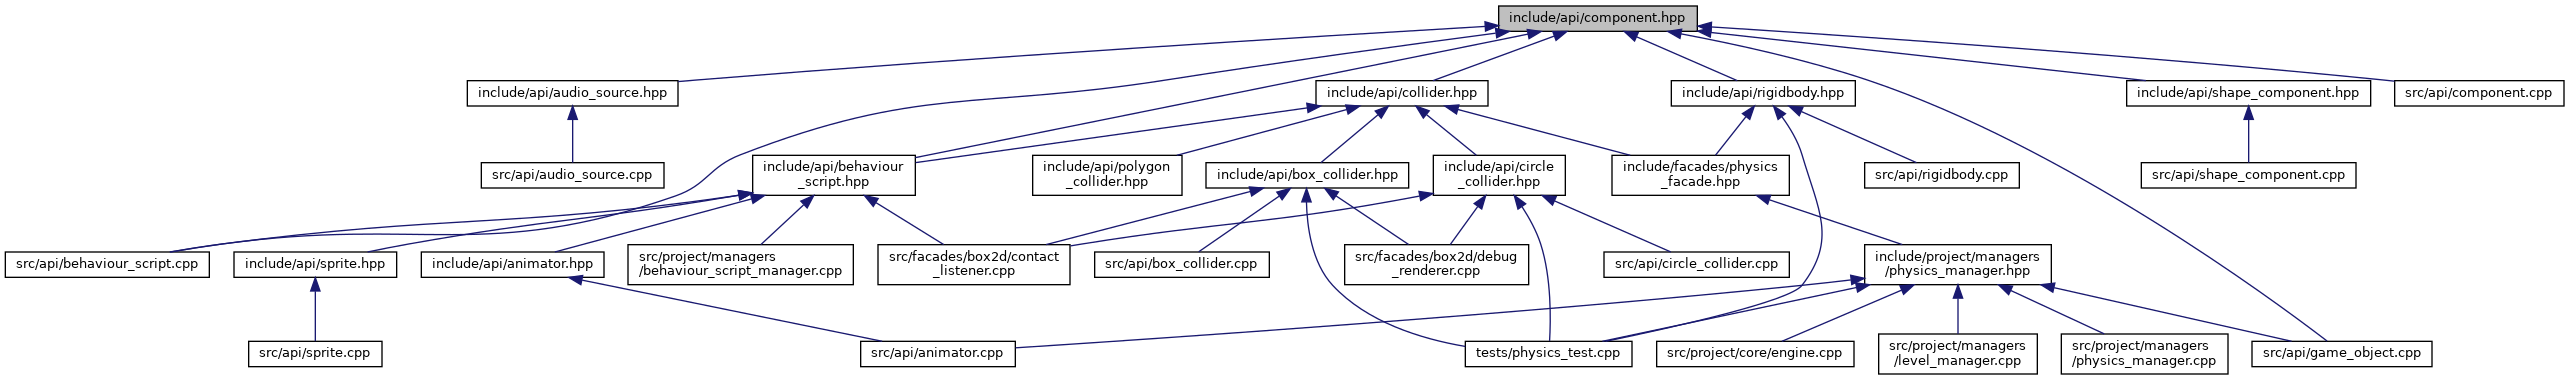 include/api/component.hpp
include/api/audio_source.hpp
include/api/collider.hpp
include/api/rigidbody.hpp
include/api/shape_component.hpp
src/api/component.cpp
src/api/audio_source.cpp
include/api/behaviour
_script.hpp
include/api/polygon
_collider.hpp
include/api/box_collider.hpp
include/api/circle
_collider.hpp
include/facades/physics
_facade.hpp
src/api/rigidbody.cpp
src/api/shape_component.cpp
src/api/behaviour_script.cpp
include/api/sprite.hpp
include/api/animator.hpp
src/project/managers
/behaviour_script_manager.cpp
src/facades/box2d/contact
_listener.cpp
src/api/box_collider.cpp
src/facades/box2d/debug
_renderer.cpp
src/api/circle_collider.cpp
include/project/managers
/physics_manager.hpp
src/api/sprite.cpp
src/api/animator.cpp
tests/physics_test.cpp
src/project/core/engine.cpp
src/project/managers
/level_manager.cpp
src/project/managers
/physics_manager.cpp
src/api/game_object.cpp